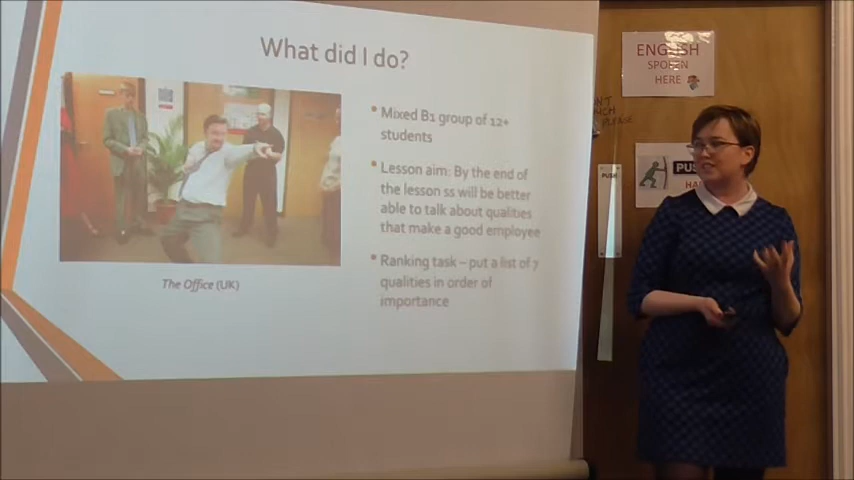 What did I do?
Mixed B1 group of 12+
students
Lesson aim: By the end of
the lesson ss will be better
able to talk about qualities
that make a good employee
Ranking task – put a list of 7
qualities in order of
importance
The Office (UK)
ENGLISH
SPOKEN
HERE
PLEASE
PUSH
PUSH